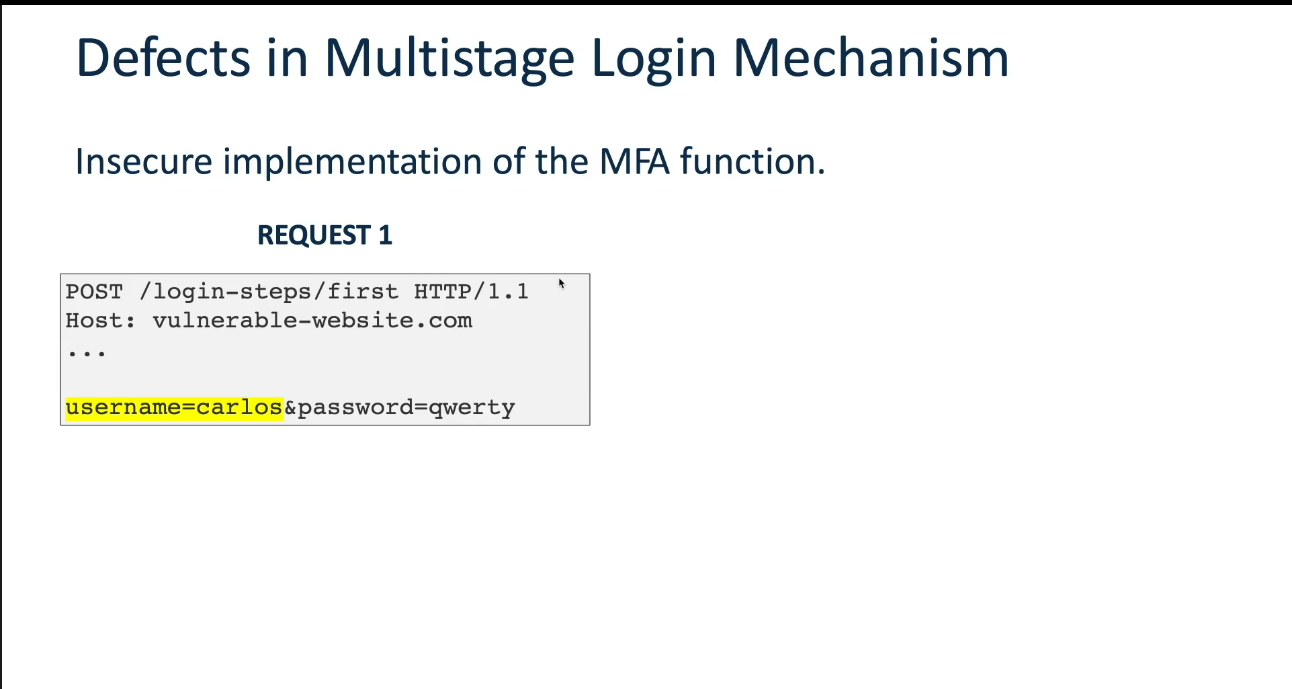 Defects in Multistage Login Mechanism
Insecure implementation of the MFA function.
REQUEST 1
POST /login-steps/first HTTP/1.1
Host: vulnerable-website.com
...
username=carlos&password=qwerty